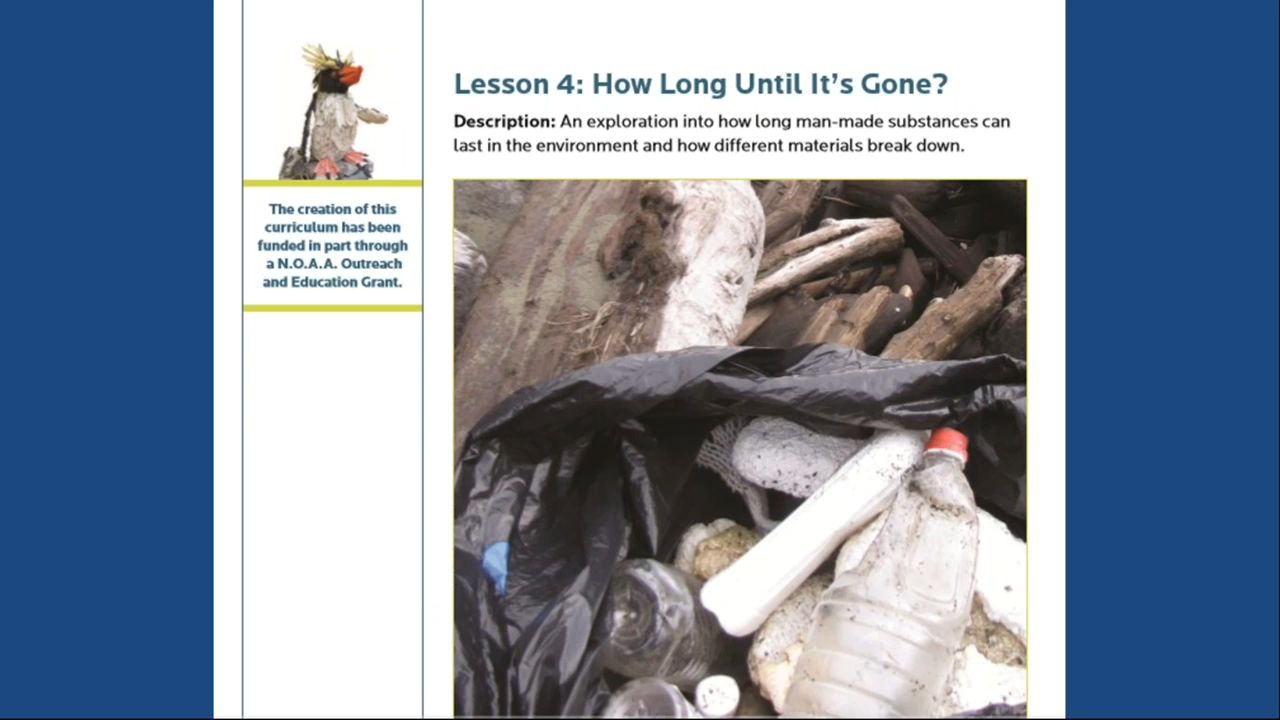 Lesson 4: How Long Until It's Gone?
Description: An exploration into how long man-made substances can
last in the environment and how different materials break down.
The creation of this
curriculum has been
funded in part through
a N.O.A.A. Outreach
and Education Grant.